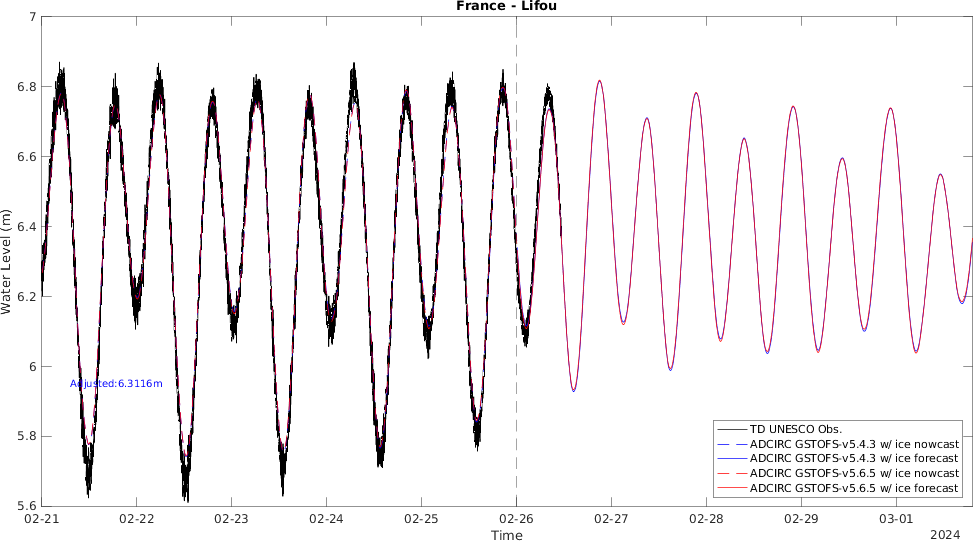 France - Lifou
7
6.8
6.6
6.4
6.2
6
5.8
5.6
Water Level (m)
Adjusted:6.3116m
TD UNESCO Obs.
ADCIRC GSTOFS-v5.4.3 w/ ice nowcast
ADCIRC GSTOFS-v5.4.3 w/ ice forecast
ADCIRC GSTOFS-v5.6.5 w/ ice nowcast
ADCIRC GSTOFS-v5.6.5 w/ ice forecast
02-21 02-22 02-23 02-24 02-25 02-26 02-27 02-28 02-29 03-01
Time
2024